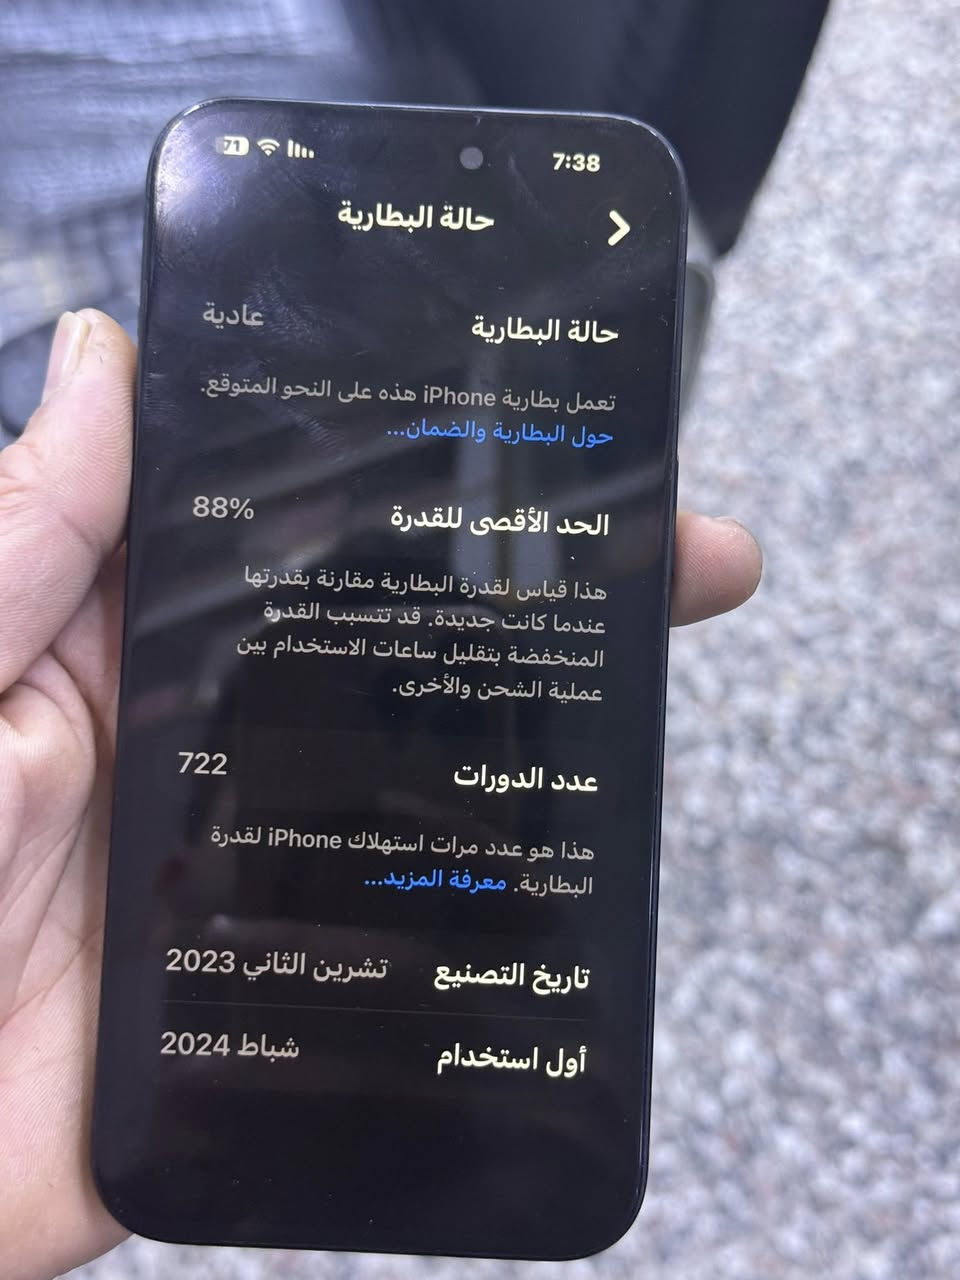 7:38
71
حالة البطارية
حالة البطارية عادية
تعمل بطارية iPhone هذه على النحو المتوقع.
حول البطارية والضمان...
الحد الأقصى للقدرة 88%
هذا قياس لقدرة البطارية مقارنة بقدرتها
عندما كانت جديدة. قد تتسبب القدرة
المنخفضة بتقليل ساعات الاستخدام بين
عملية الشحن والأخرى.
عدد الدورات 722
هذا هو عدد مرات استهلاك iPhone لقدرة
البطارية. معرفة المزيد...
تاريخ التصنيع تشرين الثاني 2023
أول استخدام شباط 2024